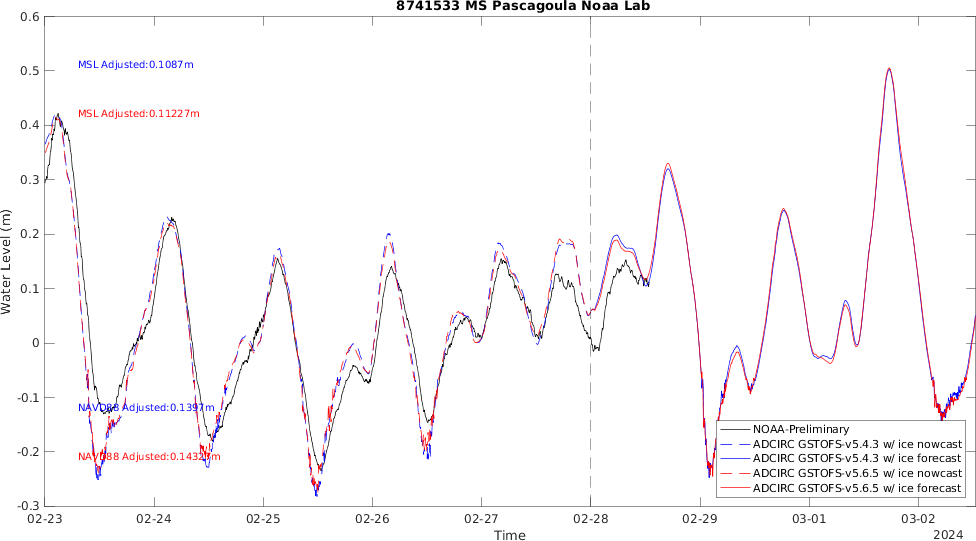 8741533 MS Pascagoula Noaa Lab
0.6
0.5
0.4
0.3
0.2
0.1
0
-0.1
-0.2
-0.3
Water Level (m)
MSL Adjusted:0.1087m
MSL Adjusted:0.11227m
NAVD88 Adjusted:0.1397m
NAVD88 Adjusted:0.1432
NOAA-Preliminary
ADCIRC GSTOFS-v5.4.3 w/ ice nowcast
ADCIRC GSTOFS-v5.4.3 w/ ice forecast
ADCIRC GSTOFS-v5.6.5 w/ ice nowcast
ADCIRC GSTOFS-v5.6.5 w/ ice forecast
02-23 02-24 02-25 02-26 02-27 02-28 02-29 03-01 03-02
Time
2024